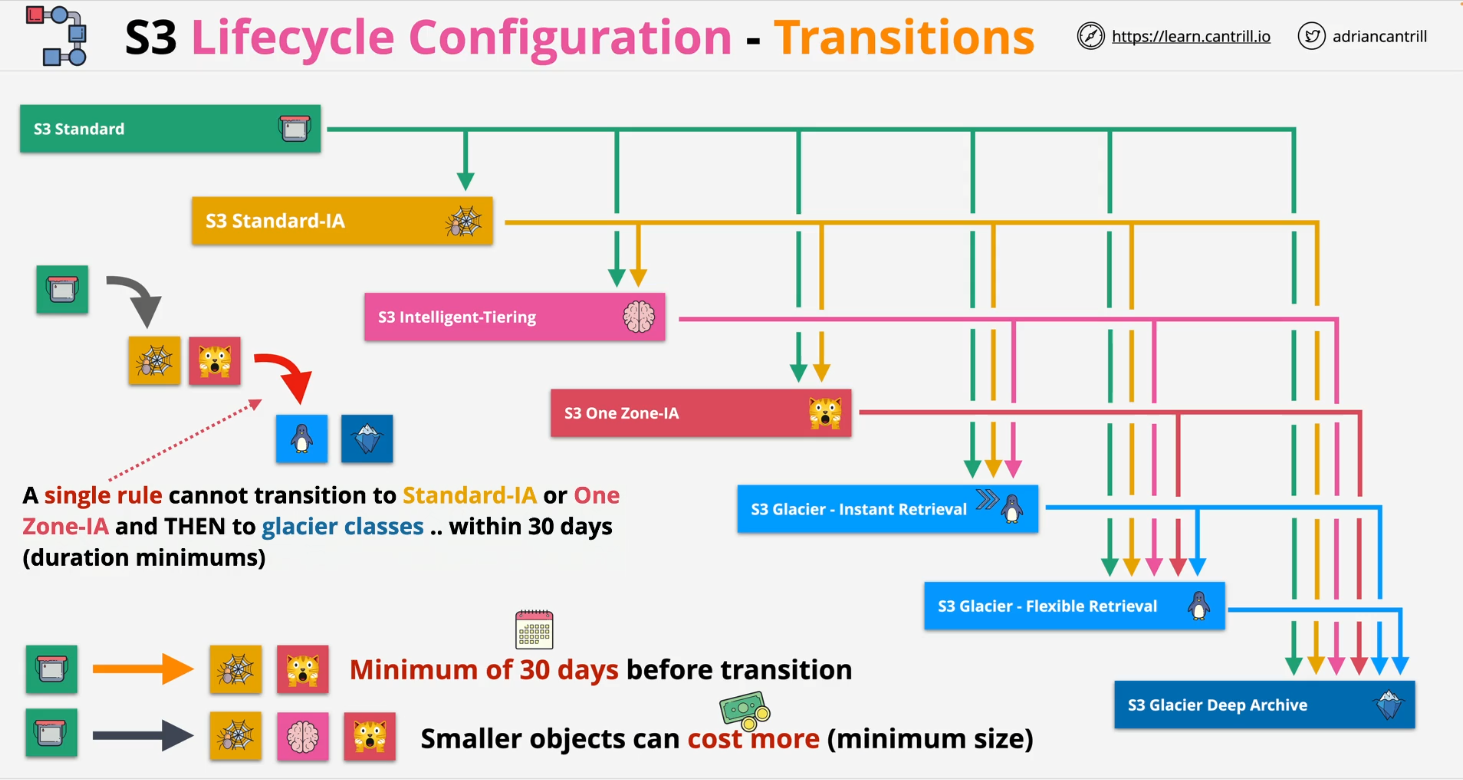 S3 Lifecycle Configuration - Transitions
https://learn.cantrill.io
adriancantrill
S3 Standard
S3 Standard-IA
S3 Intelligent-Tiering
S3 One Zone-IA
S3 Glacier - Instant Retrieval
S3 Glacier - Flexible Retrieval
S3 Glacier Deep Archive
A single rule cannot transition to Standard-IA or One
Zone-IA and THEN to glacier classes .. within 30 days
(duration minimums)
Minimum of 30 days before transition
Smaller objects can cost more (minimum size)